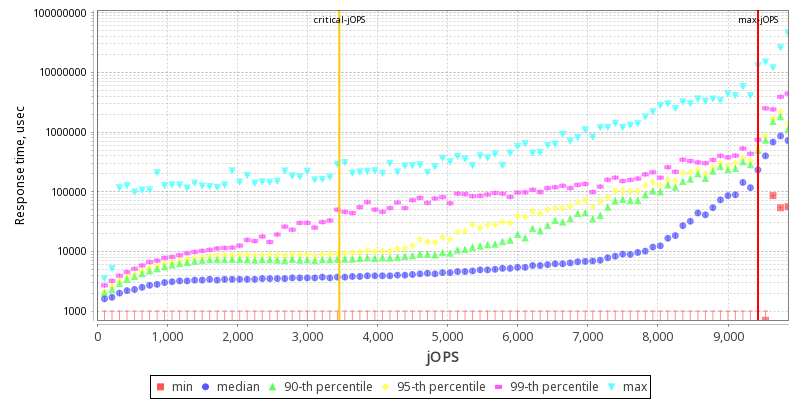 critical-jOPS
max-jOPS
100000000
10000000
1000000
100000
10000
1000
Response time, usec
0
1,000
2,000
3,000
4,000
5,000
6,000
7,000
8,000
9,000
jOPS
min
median
90-th percentile
95-th percentile
99-th percentile
max